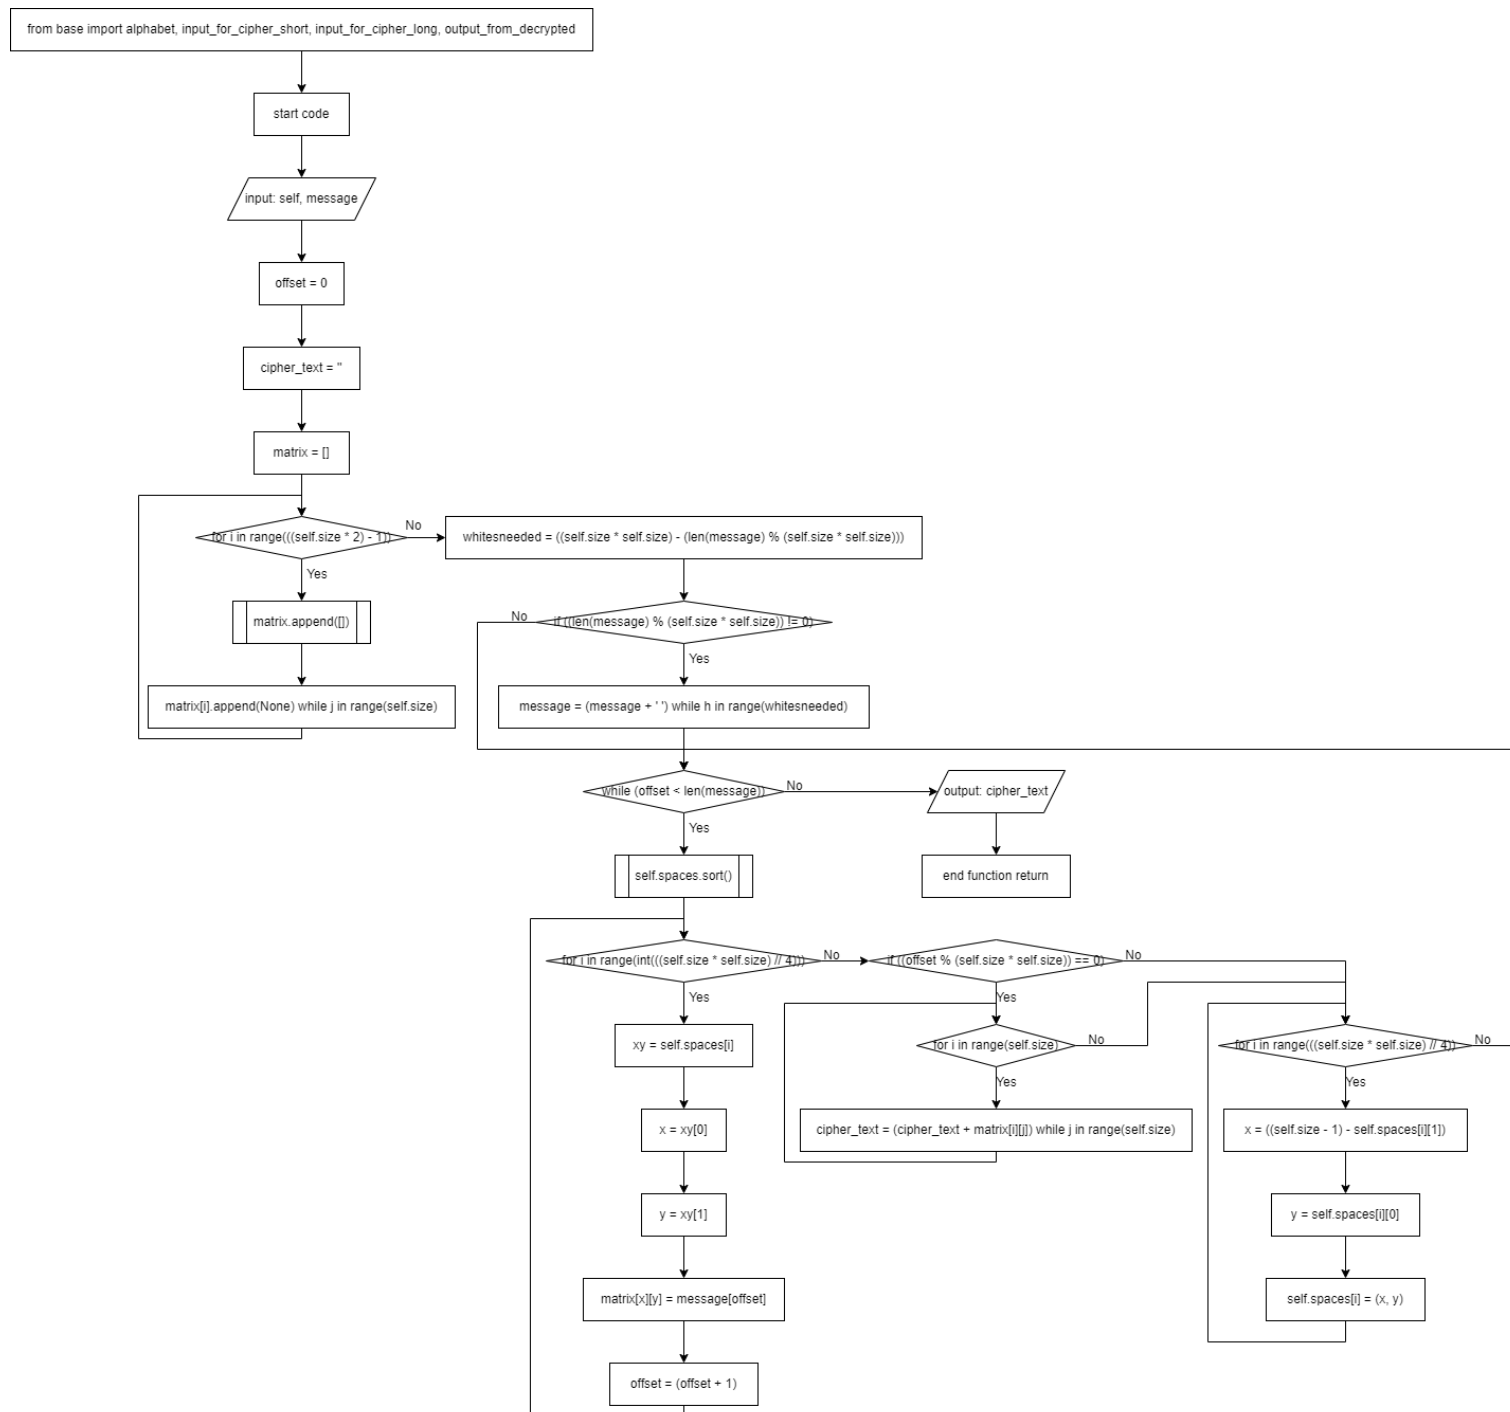 from base import alphabet, input_for_cipher_short, input_for_cipher_long, output_from_decrypted
start code
input: self, message
offset = 0
cipher_text = ''
matrix = []
for i in range(((self.size * 2) - 1))
No
Yes
matrix.append([])
matrix[i].append(None) while j in range(self.size)
whitesneeded = ((self.size * self.size) - (len(message) % (self.size * self.size)))
if ((len(message) % (self.size * self.size)) != 0)
No
Yes
message = (message + ' ') while h in range(whitesneeded)
while (offset < len(message))
No
Yes
output: cipher_text
end function return
self.spaces.sort()
for i in range(int(((self.size * self.size) // 4)))
No
Yes
xy = self.spaces[i]
x = xy[0]
y = xy[1]
matrix[x][y] = message[offset]
offset = (offset + 1)
if ((offset % (self.size * self.size)) == 0)
No
Yes
for i in range(self.size)
No
Yes
cipher_text = (cipher_text + matrix[i][j]) while j in range(self.size)
for i in range(((self.size * self.size) // 4))
No
Yes
x = ((self.size - 1) - self.spaces[i][1])
y = self.spaces[i][0]
self.spaces[i] = (x, y)